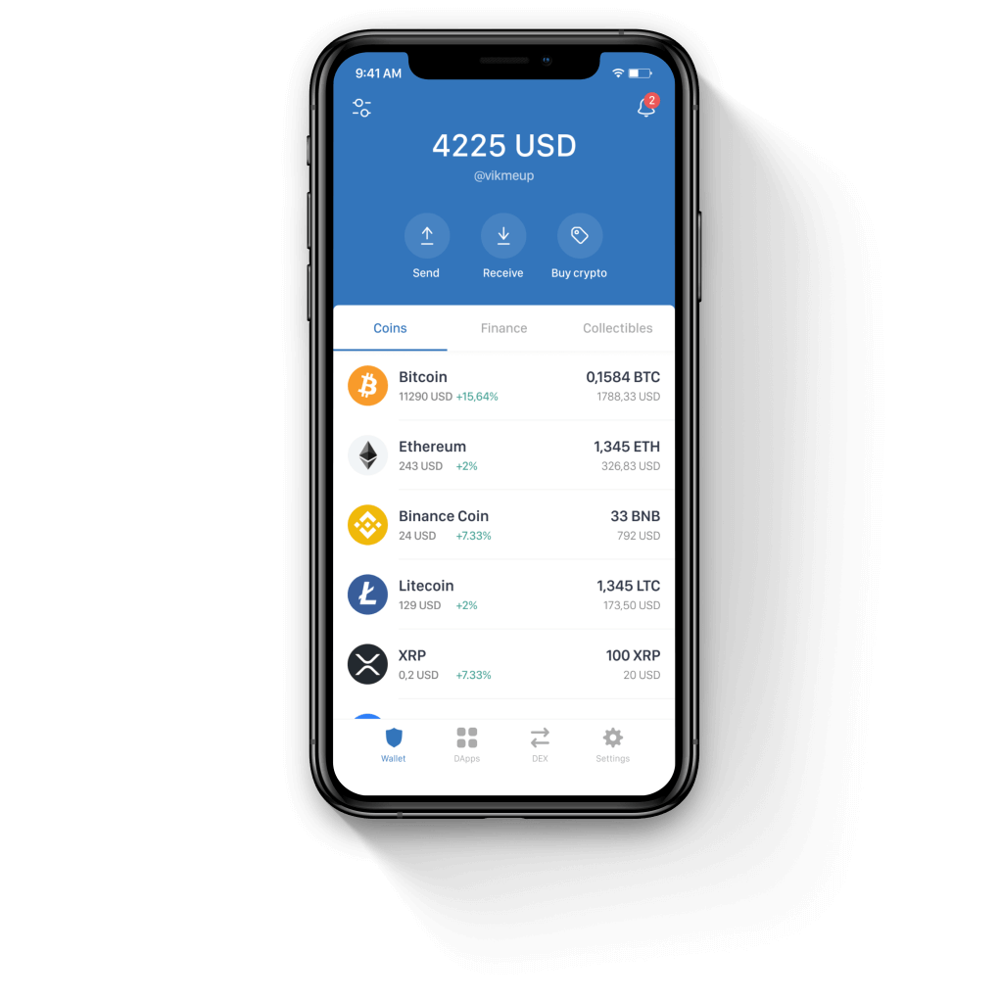 9:41 AM
2
4225 USD
@vikmeup
Send Receive Buy crypto
Coins Finance Collectibles
Bitcoin 0,1584 BTC
11290 USD +15,64% 1788,33 USD
Ethereum 1,345 ETH
243 USD +2% 326,83 USD
Binance Coin 33 BNB
24 USD +7.33% 792 USD
Litecoin 1,345 LTC
129 USD +2% 173,50 USD
XRP 100 XRP
0,2 USD +7.33% 20 USD
Wallet DApps DEX Settings